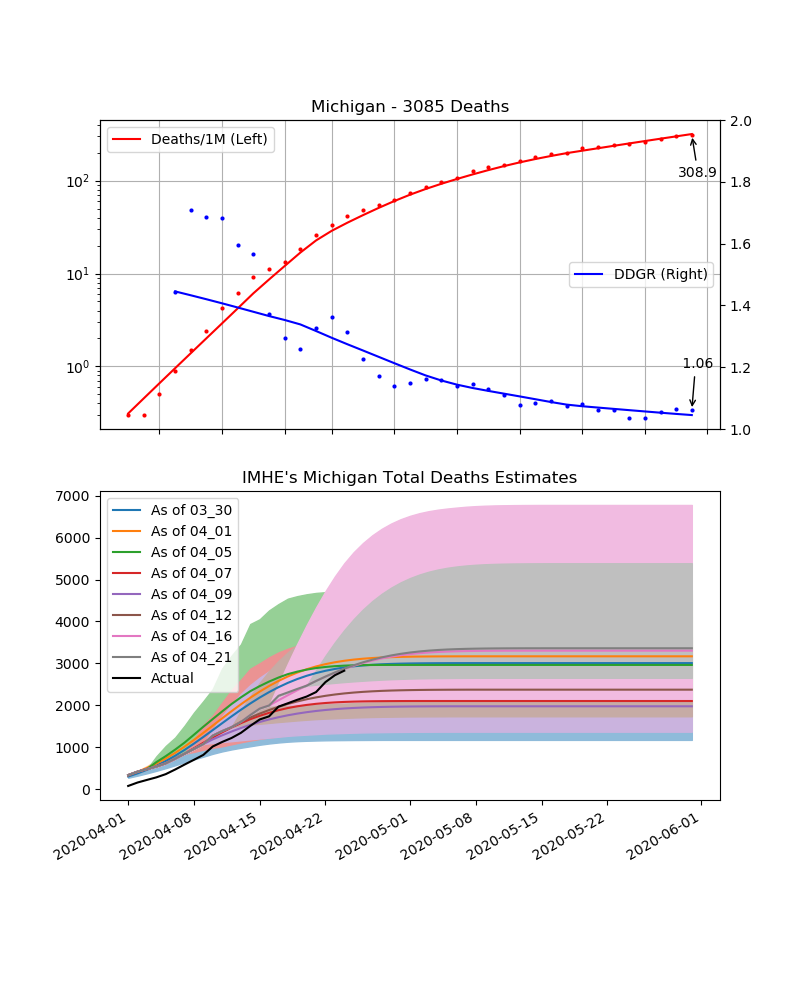 Michigan - 3085 Deaths
Deaths/1M (Left)
2.0
10²
308.9
1.8
1.6
10¹
DDGR (Right)
1.4
10⁰
1.06
1.2
1.0
IMHE's Michigan Total Deaths Estimates
7000
6000
5000
4000
3000
2000
1000
0
As of 03_30
As of 04_01
As of 04_05
As of 04_07
As of 04_09
As of 04_12
As of 04_16
As of 04_21
Actual
2020-04-01
2020-04-08
2020-04-15
2020-04-22
2020-05-01
2020-05-08
2020-05-15
2020-05-22
2020-06-01